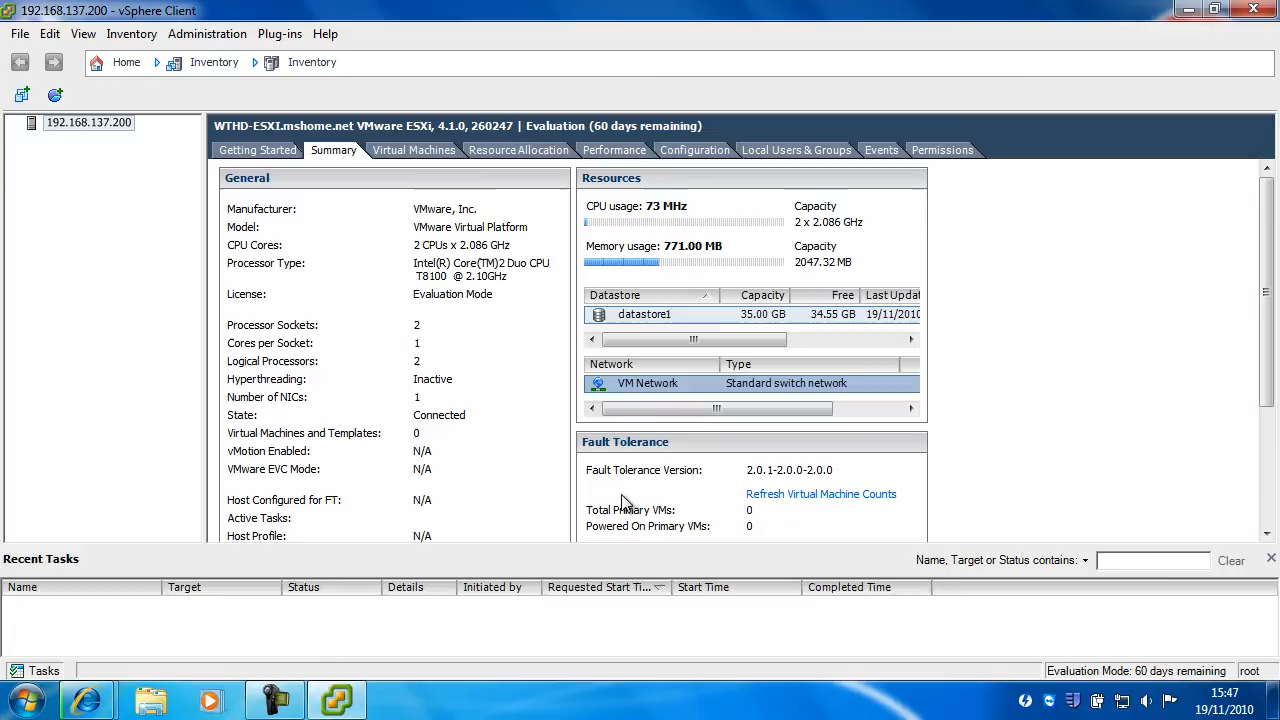 192.168.137.200 - vSphere Client
File Edit View Inventory Administration Plug-ins Help
Home Inventory Inventory
192.168.137.200
WTHD-ESXI.mshome.net VMware ESXi, 4.1.0, 260247 | Evaluation (60 days remaining)
Getting Started Summary Virtual Machines Resource Allocation Performance Configuration Local Users & Groups Events Permissions
General
Manufacturer: VMware, Inc.
Model: VMware Virtual Platform
CPU Cores: 2 CPUs x 2.086 GHz
Processor Type: Intel(R) Core(TM)2 Duo CPU
T8100 @ 2.10GHz
License: Evaluation Mode
Processor Sockets: 2
Cores per Socket: 1
Logical Processors: 2
Hyperthreading: Inactive
Number of NICs: 1
State: Connected
Virtual Machines and Templates: 0
vMotion Enabled: N/A
VMware EVC Mode: N/A
Host Configured for FT: N/A
Active Tasks:
Host Profile: N/A
Resources
CPU usage: 73 MHz Capacity
2 x 2.086 GHz
Memory usage: 771.00 MB Capacity
2047.32 MB
Datastore Capacity Free Last Updat
datastore1 35.00 GB 34.55 GB 19/11/2010
Network Type
VM Network Standard switch network
Fault Tolerance
Fault Tolerance Version: 2.0.1-2.0.0-2.0.0
Refresh Virtual Machine Counts
Total Primary VMs: 0
Powered On Primary VMs: 0
Recent Tasks Name, Target or Status contains: Clear
Name Target Status Details Initiated by Requested Start Ti... Start Time Completed Time
Tasks Evaluation Mode: 60 days remaining root
15:47
19/11/2010